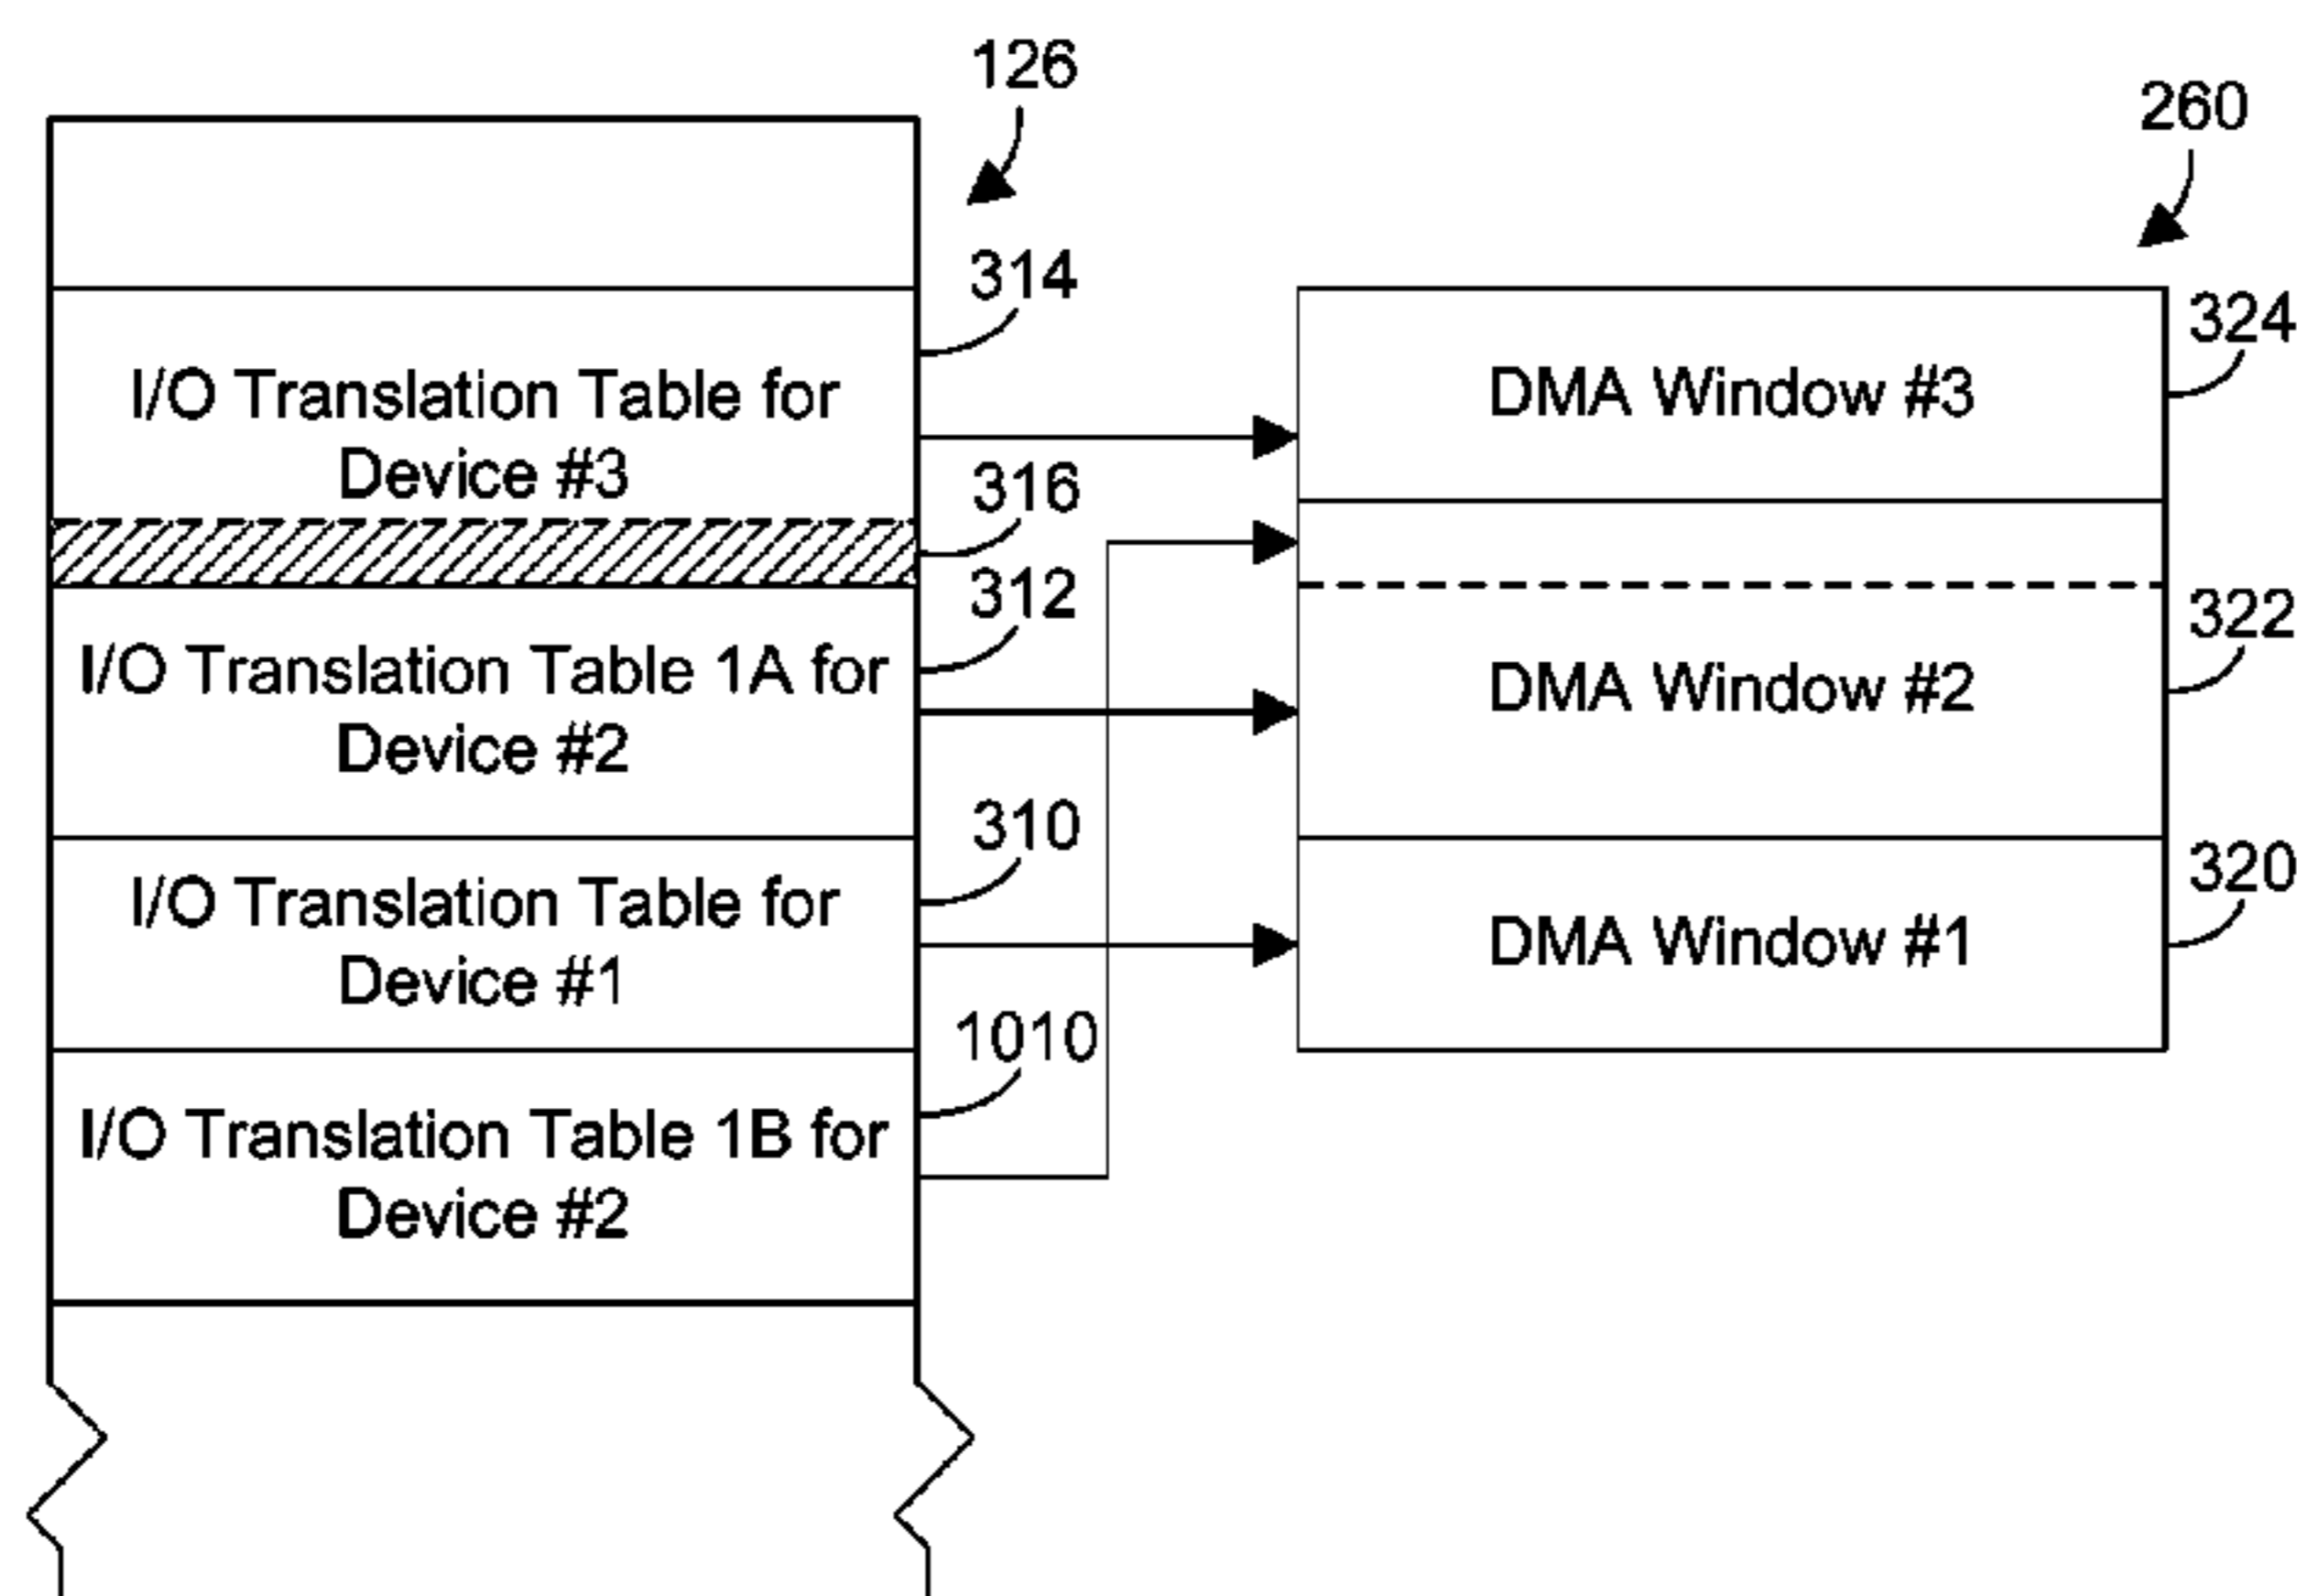 126
260
314
324
I/O Translation Table for
Device #3
DMA Window #3
316
312
322
I/O Translation Table 1A for
Device #2
DMA Window #2
310
320
I/O Translation Table for
Device #1
DMA Window #1
1010
I/O Translation Table 1B for
Device #2